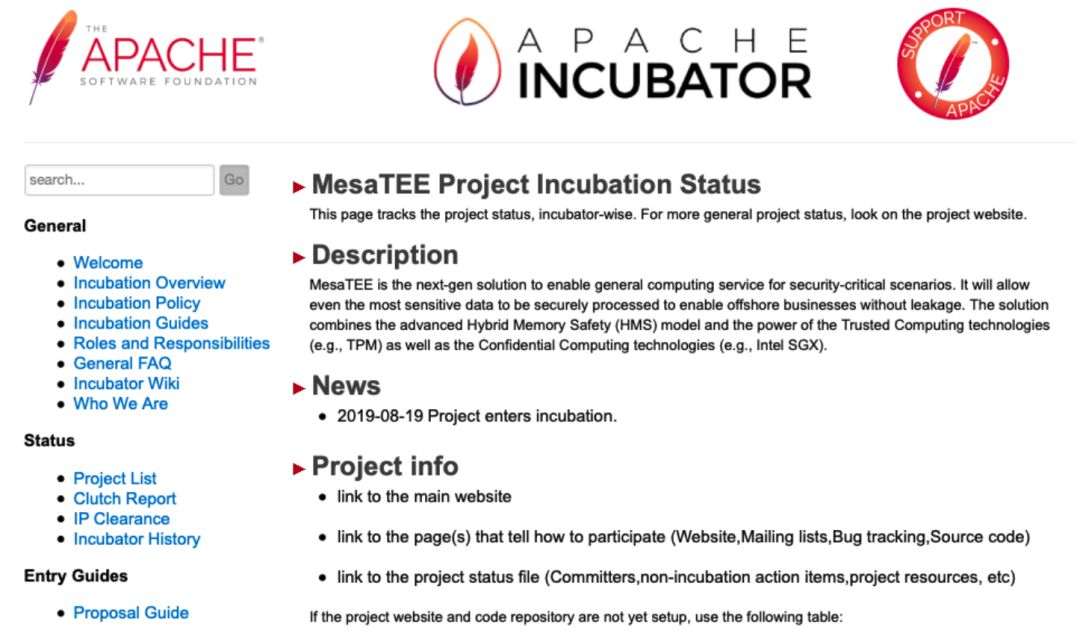 THE
APACHE®
SOFTWARE FOUNDATION
APACHE
INCUBATOR
SUPPORT
APACHE
search...
Go
General
Welcome
Incubation Overview
Incubation Policy
Incubation Guides
Roles and Responsibilities
General FAQ
Incubator Wiki
Who We Are
Status
Project List
Clutch Report
IP Clearance
Incubator History
Entry Guides
Proposal Guide
MesaTEE Project Incubation Status
This page tracks the project status, incubator-wise. For more general project status, look on the project website.
Description
MesaTEE is the next-gen solution to enable general computing service for security-critical scenarios. It will allow
even the most sensitive data to be securely processed to enable offshore businesses without leakage. The solution
combines the advanced Hybrid Memory Safety (HMS) model and the power of the Trusted Computing technologies
(e.g., TPM) as well as the Confidential Computing technologies (e.g., Intel SGX).
News
2019-08-19 Project enters incubation.
Project info
link to the main website
link to the page(s) that tell how to participate (Website,Mailing lists,Bug tracking,Source code)
link to the project status file (Committers,non-incubation action items,project resources, etc)
If the project website and code repository are not yet setup, use the following table: